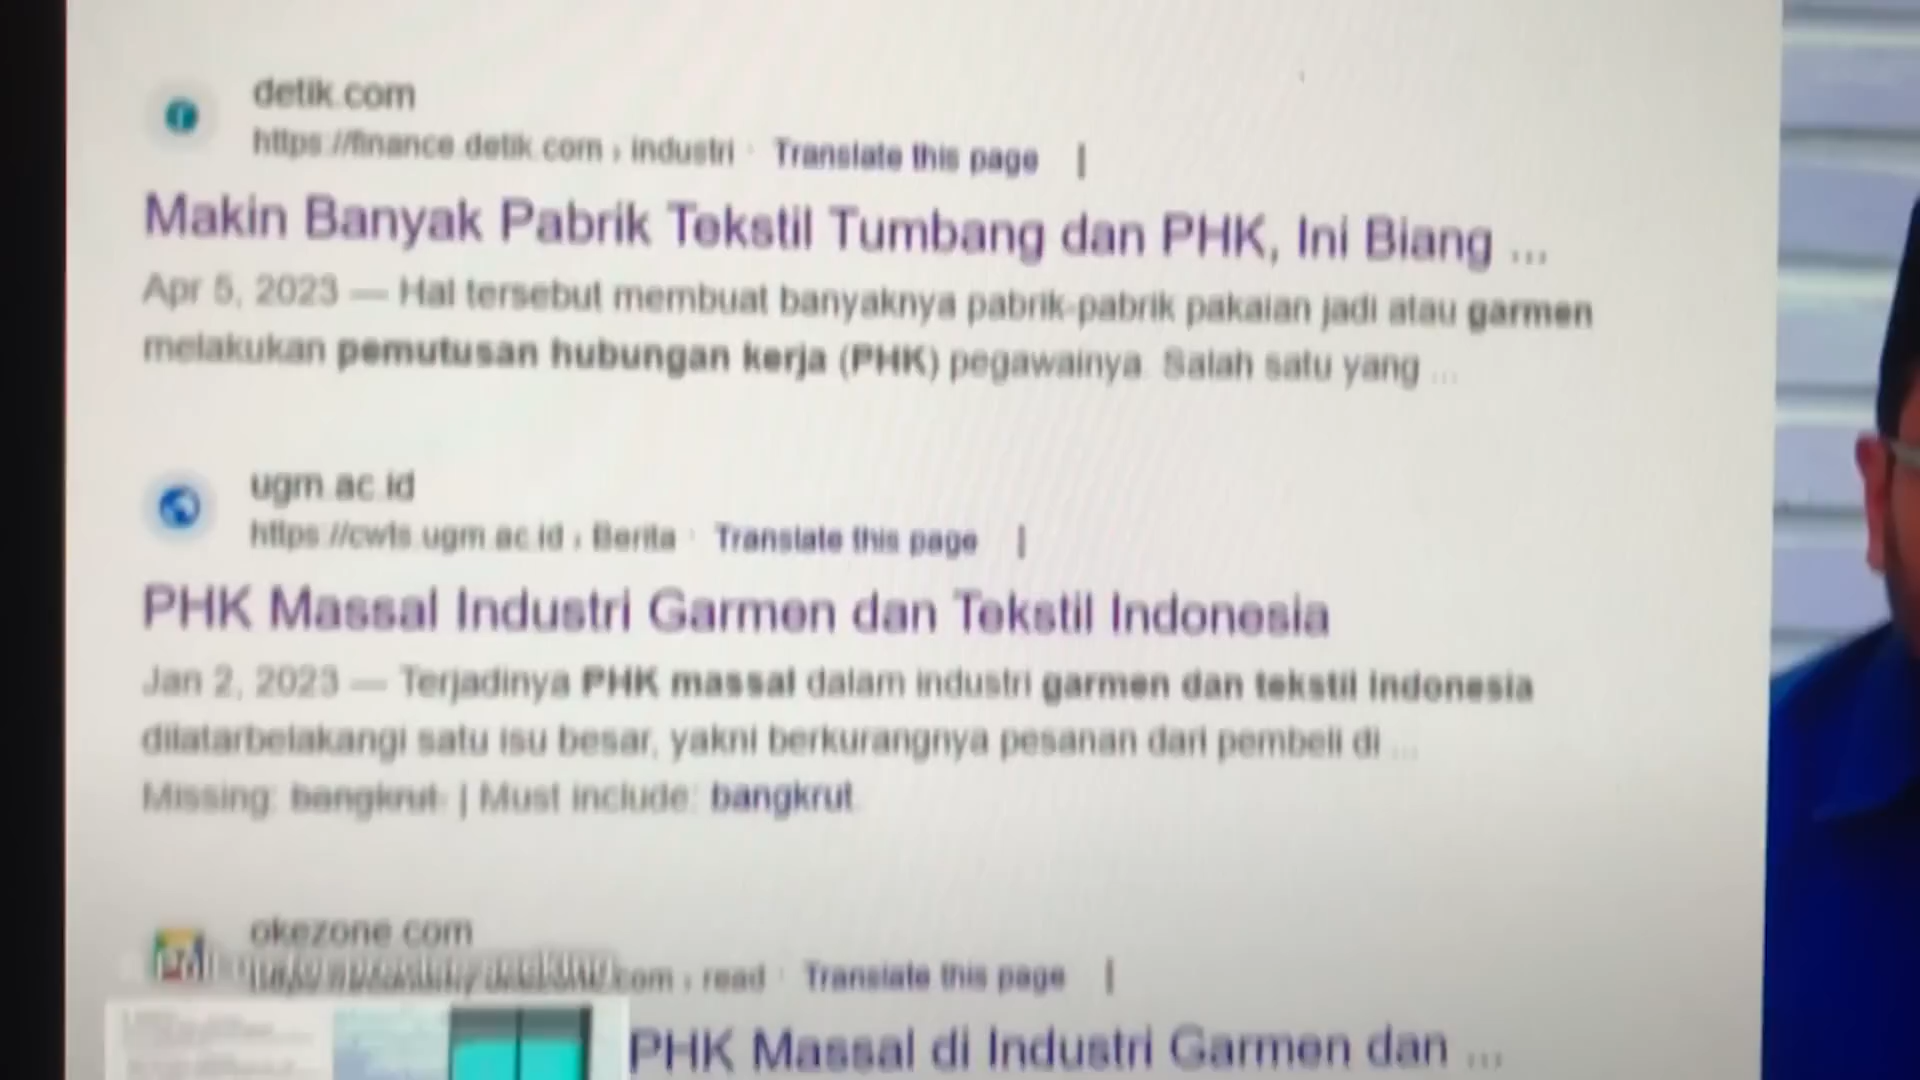 detik.com
https://finance.detik.com › industri · Translate this page
Makin Banyak Pabrik Tekstil Tumbang dan PHK, Ini Biang ...
Apr 5, 2023 — Hal tersebut membuat banyaknya pabrik-pabrik pakaian jadi atau garmen
melakukan pemutusan hubungan kerja (PHK) pegawainya. Salah satu yang ...
ugm.ac.id
https://cwts.ugm.ac.id › Berita · Translate this page
PHK Massal Industri Garmen dan Tekstil Indonesia
Jan 2, 2023 — Terjadinya PHK massal dalam industri garmen dan tekstil Indonesia
dilatarbelakangi satu isu besar, yakni berkurangnya pesanan dari pembeli di ...
Missing: bangkrut | Must include: bangkrut
okezone.com
com › read · Translate this page
PHK Massal di Industri Garmen dan ...